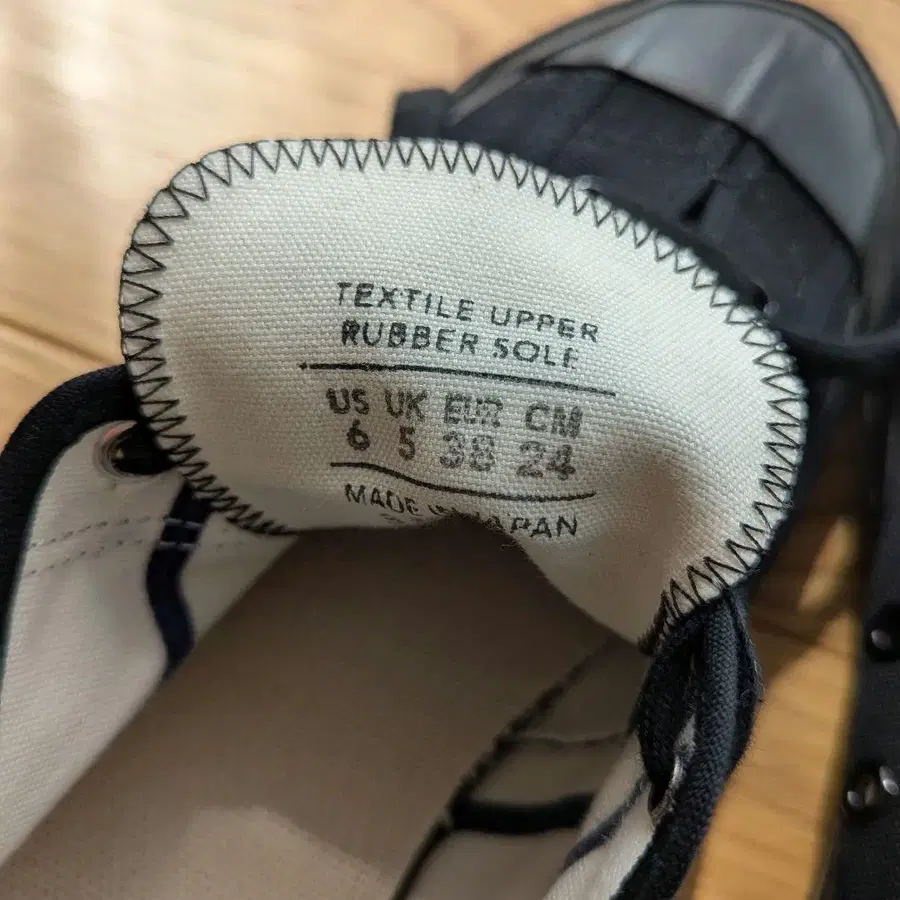 TEXTILE UPPER
RUBBER SOLE
US UK EUR CM
6 5 38 24
MADE IN JAPAN